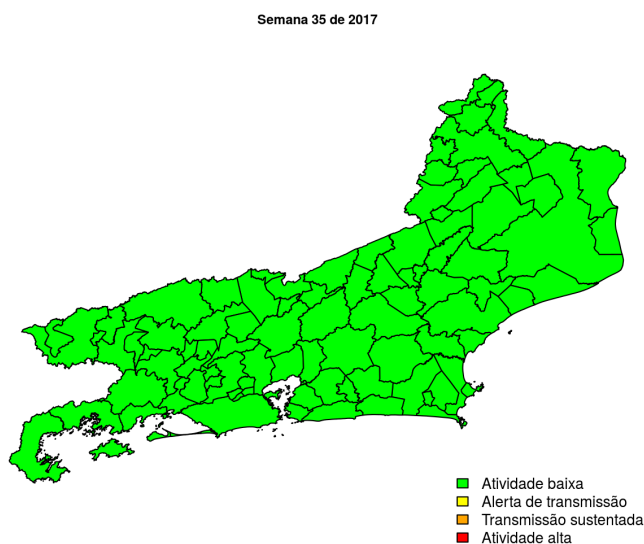 Semana 35 de 2017
Atividade baixa
Alerta de transmissão
Transmissão sustentada
Atividade alta